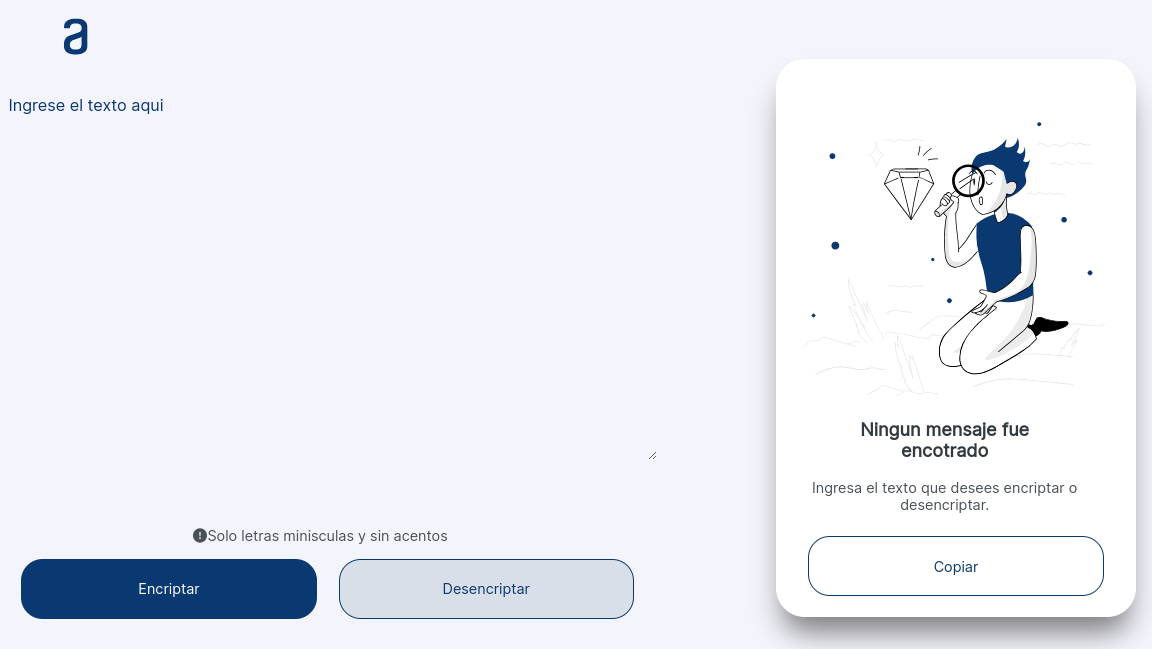 a
Ingrese el texto aqui
Solo letras minisculas y sin acentos
Encriptar
Desencriptar
Ningun mensaje fue
encotrado
Ingresa el texto que desees encriptar o
desencriptar.
Copiar